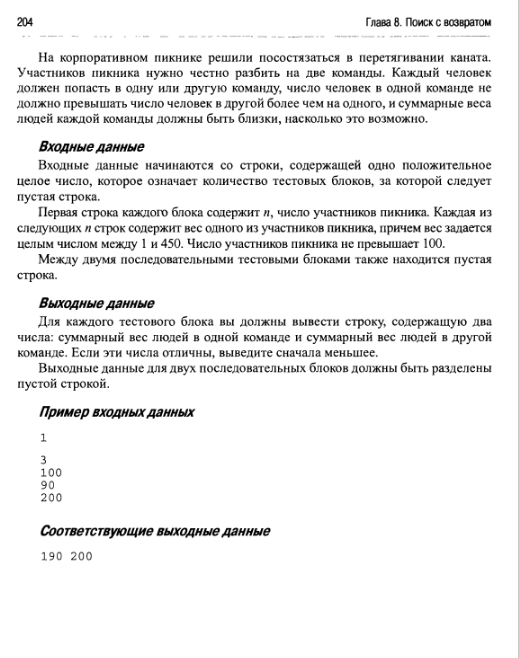 204
Глава 8. Поиск с возвратом
На корпоративном пикнике решили посостязаться в перетягивании каната.
Участников пикника нужно честно разбить на две команды. Каждый человек
должен попасть в одну или другую команду, число человек в одной команде не
должно превышать число человек в другой более чем на одного, и суммарные веса
людей каждой команды должны быть близки, насколько это возможно.
Входные данные
Входные данные начинаются со строки, содержащей одно положительное
целое число, которое означает количество тестовых блоков, за которой следует
пустая строка.
Первая строка каждого блока содержит n, число участников пикника. Каждая из
следующих n строк содержит вес одного из участников пикника, причем вес задается
целым числом между 1 и 450. Число участников пикника не превышает 100.
Между двумя последовательными тестовыми блоками также находится пустая
строка.
Выходные данные
Для каждого тестового блока вы должны вывести строку, содержащую два
числа: суммарный вес людей в одной команде и суммарный вес людей в другой
команде. Если эти числа отличны, выведите сначала меньшее.
Выходные данные для двух последовательных блоков должны быть разделены
пустой строкой.
Пример входных данных
1
3
100
90
200
Соответствующие выходные данные
190 200